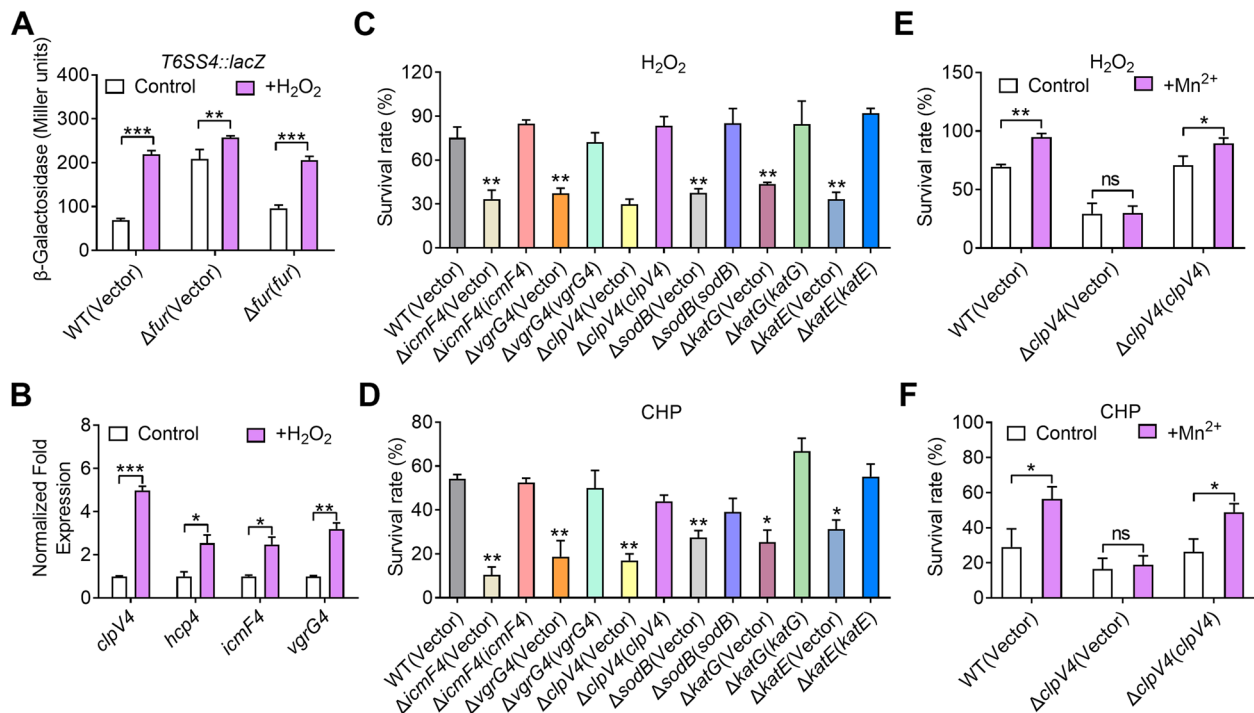 A
T6SS4::lacZ
Control
+H₂O₂
β-Galactosidase (Miller units)
400
300
200
100
0
***
**
***
WT(Vector)
Δfur(Vector)
Δfur(fur)
B
Control
+H₂O₂
Normalized Fold
Expression
8
6
4
2
0
***
*
*
**
clpV4
hcp4
icmF4
vgrG4
C
H₂O₂
Survival rate (%)
120
90
60
30
0
**
**
**
**
**
WT(Vector)
ΔicmF4(Vector)
ΔicmF4(icmF4)
ΔvgrG4(Vector)
ΔvgrG4(vgrG4)
ΔclpV4(Vector)
ΔclpV4(clpV4)
ΔsodB(Vector)
ΔsodB(sodB)
ΔkatG(Vector)
ΔkatG(katG)
ΔkatE(Vector)
ΔkatE(katE)
D
CHP
Survival rate (%)
80
60
40
20
0
**
**
**
**
*
*
WT(Vector)
ΔicmF4(Vector)
ΔicmF4(icmF4)
ΔvgrG4(Vector)
ΔvgrG4(vgrG4)
ΔclpV4(Vector)
ΔclpV4(clpV4)
ΔsodB(Vector)
ΔsodB(sodB)
ΔkatG(Vector)
ΔkatG(katG)
ΔkatE(Vector)
ΔkatE(katE)
E
H₂O₂
Control
+Mn²⁺
Survival rate (%)
150
100
50
0
**
ns
*
WT(Vector)
ΔclpV4(Vector)
ΔclpV4(clpV4)
F
CHP
Control
+Mn²⁺
Survival rate (%)
100
80
60
40
20
0
*
ns
*
WT(Vector)
ΔclpV4(Vector)
ΔclpV4(clpV4)